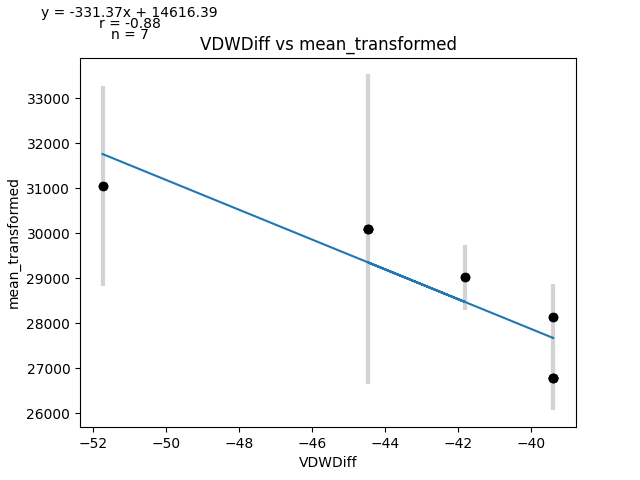 y = -331.37x + 14616.39
r = -0.88
n = 7
VDWDiff vs mean_transformed
33000
32000
31000
30000
29000
28000
27000
26000
mean_transformed
−52
−50
−48
−46
−44
−42
−40
VDWDiff